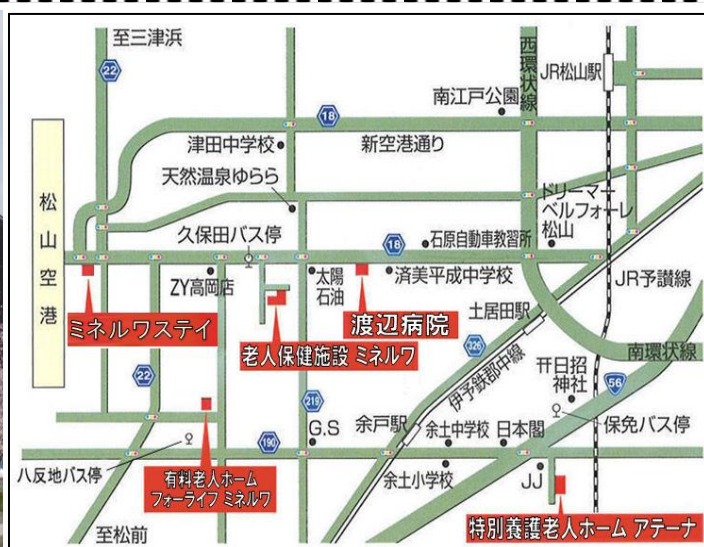 至三津浜
22
西環状線
JR松山駅
南江戸公園
18
津田中学校
新空港通り
天然温泉ゆらら
松山空港
ドリーマー
ベルフォーレ
松山
久保田バス停
18
石原自動車教習所
ZY高岡店
太陽
石油
済美平成中学校
JR予讃線
ミネルワステイ
渡辺病院
土居田駅
老人保健施設 ミネルワ
326
伊予鉄郡中線
南環状線
22
日招
神社
56
219
余戸駅
保免バス停
G.S
余土中学校
日本閣
190
八反地バス停
有料老人ホーム
フォーライフ ミネルワ
余土小学校
JJ
至松前
特別養護老人ホーム アテーナ